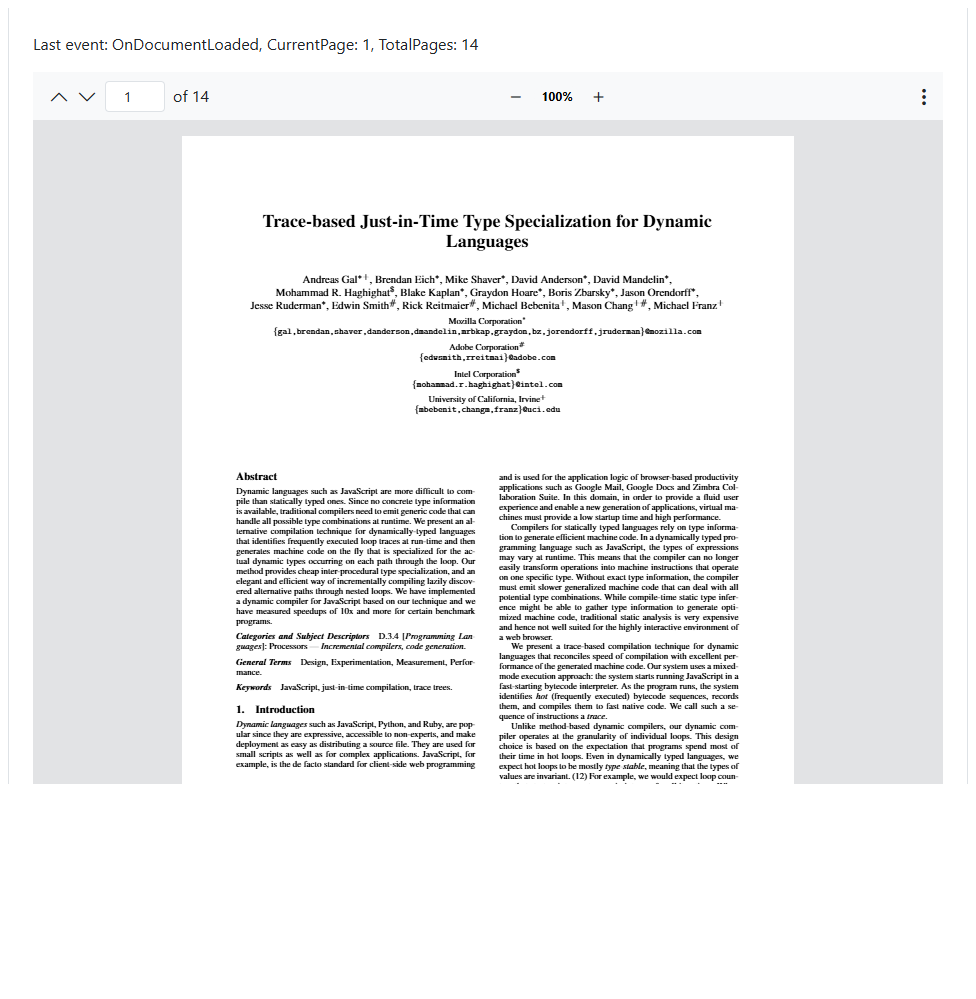 Last event: OnDocumentLoaded, CurrentPage: 1, TotalPages: 14
1 of 14
100%
Trace-based Just-in-Time Type Specialization for Dynamic
Languages
Andreas Gal*+, Brendan Eich*, Mike Shaver*, David Anderson*, David Mandelin*,
Mohammad R. Haghighat$, Blake Kaplan*, Graydon Hoare*, Boris Zbarsky*, Jason Orendorff*,
Jesse Ruderman*, Edwin Smith#, Rick Reitmaier#, Michael Bebenita+, Mason Chang+#, Michael Franz+
Mozilla Corporation*
{gal,brendan,shaver,danderson,dmandelin,mrbkap,graydon,bz,jorendorff,jruderman}@mozilla.com
Adobe Corporation#
{edwsmith,rreitmai}@adobe.com
Intel Corporation$
{mohammad.r.haghighat}@intel.com
University of California, Irvine+
{mbebenit,changm,franz}@uci.edu
Abstract
Dynamic languages such as JavaScript are more difficult to com-
pile than statically typed ones. Since no concrete type information
is available, traditional compilers need to emit generic code that can
handle all possible type combinations at runtime. We present an al-
ternative compilation technique for dynamically-typed languages
that identifies frequently executed loop traces at run-time and then
generates machine code on the fly that is specialized for the ac-
tual dynamic types occurring on each path through the loop. Our
method provides cheap inter-procedural type specialization, and an
elegant and efficient way of incrementally compiling lazily discov-
ered alternative paths through nested loops. We have implemented
a dynamic compiler for JavaScript based on our technique and we
have measured speedups of 10x and more for certain benchmark
programs.
Categories and Subject Descriptors D.3.4 [Programming Lan-
guages]: Processors — Incremental compilers, code generation.
General Terms Design, Experimentation, Measurement, Perfor-
mance.
Keywords JavaScript, just-in-time compilation, trace trees.
1. Introduction
Dynamic languages such as JavaScript, Python, and Ruby, are pop-
ular since they are expressive, accessible to non-experts, and make
deployment as easy as distributing a source file. They are used for
small scripts as well as for complex applications. JavaScript, for
example, is the de facto standard for client-side web programming
and is used for the application logic of browser-based productivity
applications such as Google Mail, Google Docs and Zimbra Col-
laboration Suite. In this domain, in order to provide a fluid user
experience and enable a new generation of applications, virtual ma-
chines must provide a low startup time and high performance.
Compilers for statically typed languages rely on type informa-
tion to generate efficient machine code. In a dynamically typed pro-
gramming language such as JavaScript, the types of expressions
may vary at runtime. This means that the compiler can no longer
easily transform operations into machine instructions that operate
on one specific type. Without exact type information, the compiler
must emit slower generalized machine code that can deal with all
potential type combinations. While compile-time static type infer-
ence might be able to gather type information to generate opti-
mized machine code, traditional static analysis is very expensive
and hence not well suited for the highly interactive environment of
a web browser.
We present a trace-based compilation technique for dynamic
languages that reconciles speed of compilation with excellent per-
formance of the generated machine code. Our system uses a mixed-
mode execution approach: the system starts running JavaScript in a
fast-starting bytecode interpreter. As the program runs, the system
identifies hot (frequently executed) bytecode sequences, records
them, and compiles them to fast native code. We call such a se-
quence of instructions a trace.
Unlike method-based dynamic compilers, our dynamic com-
piler operates at the granularity of individual loops. This design
choice is based on the expectation that programs spend most of
their time in hot loops. Even in dynamically typed languages, we
expect hot loops to be mostly type stable, meaning that the types of
values are invariant. (12) For example, we would expect loop coun-